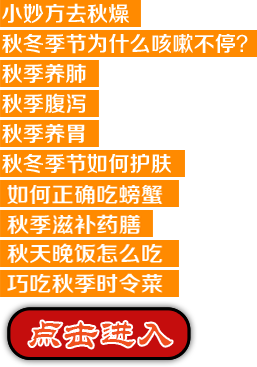 小妙方去秋燥
秋冬季节为什么咳嗽不停?
秋季养肺
秋季腹泻
秋季养胃
秋冬季节如何护肤
如何正确吃螃蟹
秋季滋补药膳
秋天晚饭怎么吃
巧吃秋季时令菜
点击进入